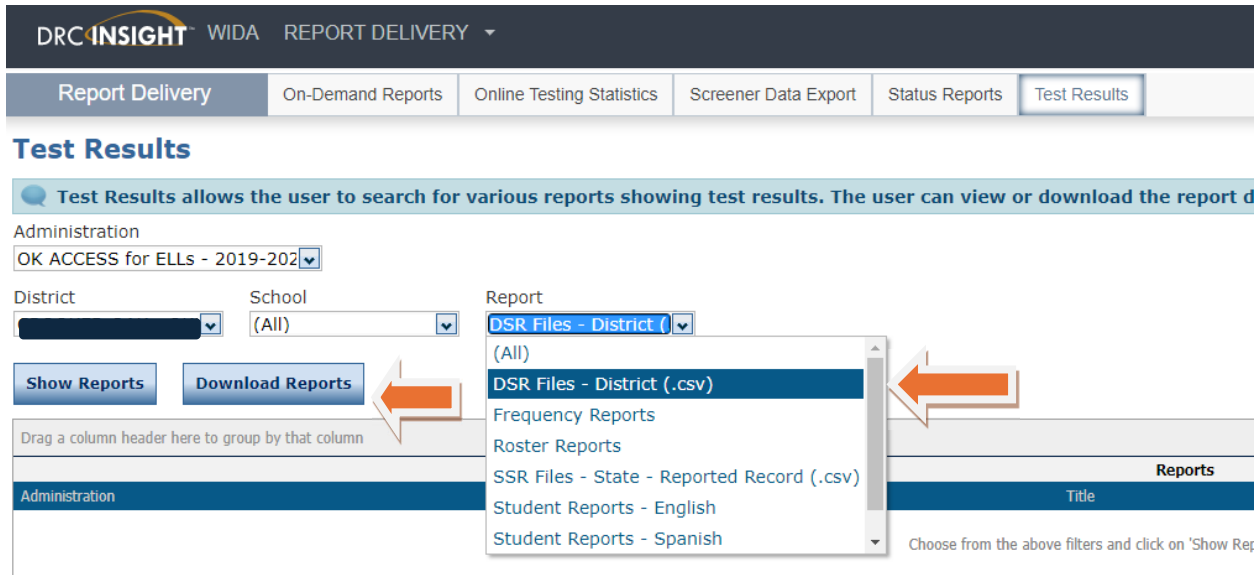 DRC INSIGHT WIDA REPORT DELIVERY
Report Delivery On-Demand Reports Online Testing Statistics Screener Data Export Status Reports Test Results
Test Results
Test Results allows the user to search for various reports showing test results. The user can view or download the report d
Administration
OK ACCESS for ELLs - 2019-202
District School Report
(All) DSR Files - District (
(All)
DSR Files - District (.csv)
Show Reports Download Reports
Frequency Reports
Roster Reports
Drag a column header here to group by that column
SSR Files - State - Reported Record (.csv)
Reports
Administration Title
Student Reports - English
Student Reports - Spanish
Choose from the above filters and click on 'Show Rep